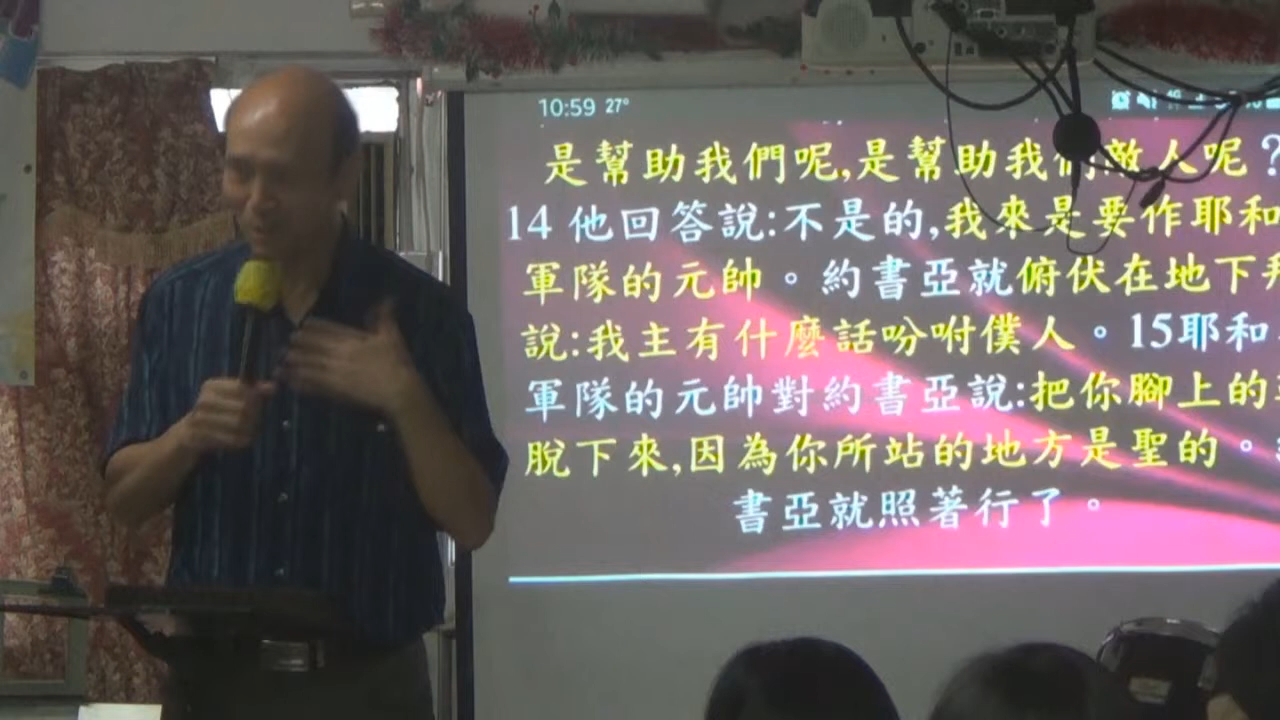 10:59 27°
是幫助我們呢,是幫助我們敵人呢?
14 他回答說:不是的,我來是要作耶和
軍隊的元帥。約書亞就俯伏在地下拜
說:我主有什麼話吩咐僕人。15耶和
軍隊的元帥對約書亞說:把你腳上的
脫下來,因為你所站的地方是聖的。
書亞就照著行了。